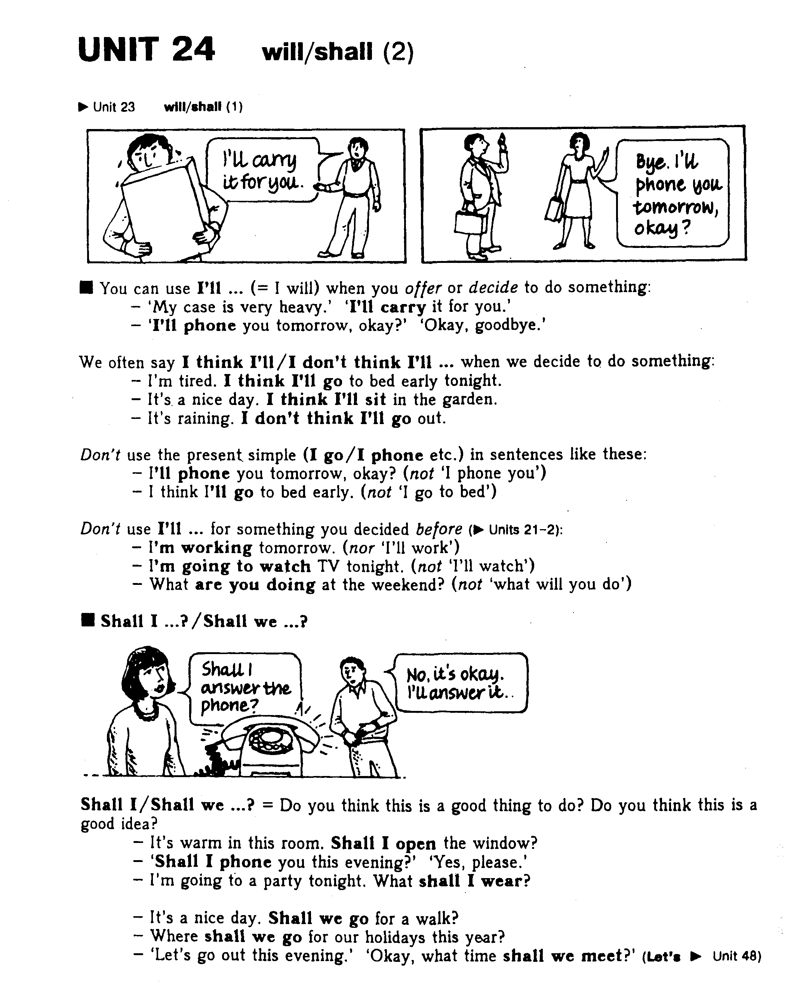 UNIT 24 will/shall (2)
► Unit 23 will/shall (1)
I'll carry
it for you.
Bye. I'll
phone you
tomorrow,
okay?
■ You can use I'll ... (= I will) when you offer or decide to do something:
– 'My case is very heavy.' 'I'll carry it for you.'
– 'I'll phone you tomorrow, okay?' 'Okay, goodbye.'
We often say I think I'll/I don't think I'll ... when we decide to do something:
– I'm tired. I think I'll go to bed early tonight.
– It's a nice day. I think I'll sit in the garden.
– It's raining. I don't think I'll go out.
Don't use the present simple (I go/I phone etc.) in sentences like these:
– I'll phone you tomorrow, okay? (not 'I phone you')
– I think I'll go to bed early. (not 'I go to bed')
Don't use I'll ... for something you decided before (► Units 21–2):
– I'm working tomorrow. (nor 'I'll work')
– I'm going to watch TV tonight. (not 'I'll watch')
– What are you doing at the weekend? (not 'what will you do')
■ Shall I ...?/Shall we ...?
Shall I
answer the
phone?
No, it's okay.
I'll answer it..
Shall I/Shall we ...? = Do you think this is a good thing to do? Do you think this is a
good idea?
– It's warm in this room. Shall I open the window?
– 'Shall I phone you this evening?' 'Yes, please.'
– I'm going to a party tonight. What shall I wear?
– It's a nice day. Shall we go for a walk?
– Where shall we go for our holidays this year?
– 'Let's go out this evening.' 'Okay, what time shall we meet?' (Let's ► Unit 48)